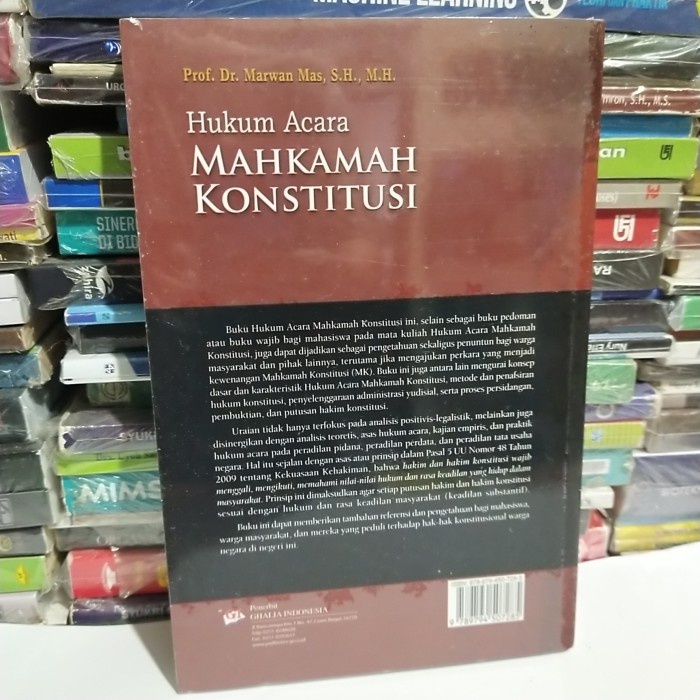 MACHINE LEARNING
Prof. Dr. Marwan Mas, S.H., M.H.
Hukum Acara
MAHKAMAH
KONSTITUSI
Buku Hukum Acara Mahkamah Konstitusi ini, selain sebagai buku pedoman
atau buku wajib bagi mahasiswa pada mata kuliah Hukum Acara Mahkamah
Konstitusi, juga dapat dijadikan sebagai pengetahuan sekaligus penuntun bagi warga
masyarakat dan pihak lainnya, terutama jika mengajukan perkara yang menjadi
kewenangan Mahkamah Konstitusi (MK). Buku ini juga antara lain mengurai konsep
dasar dan karakteristik Hukum Acara Mahkamah Konstitusi, metode dan penafsiran
hukum konstitusi, penyelenggaraan administrasi yudisial, serta proses persidangan,
pembuktian, dan putusan hakim konstitusi.
Uraian tidak hanya terfokus pada analisis positivis-legalistik, melainkan juga
disinergikan dengan analisis teoretis, asas hukum acara, kajian empiris, dan praktik
hukum acara pada peradilan pidana, peradilan perdata, dan peradilan tata usaha
negara. Hal itu sejalan dengan asas atau prinsip dalam Pasal 5 UU Nomor 48 Tahun
2009 tentang Kekuasaan Kehakiman, bahwa hakim dan hakim konstitusi wajib
menggali, mengikuti, memahami nilai-nilai hukum dan rasa keadilan yang hidup dalam
masyarakat. Prinsip ini dimaksudkan agar setiap putusan hakim dan hakim konstitusi
sesuai dengan hukum dan rasa keadilan masyarakat (keadilan substantif).
Buku ini dapat memberikan tambahan referensi dan pengetahuan bagi mahasiswa,
warga masyarakat, dan mereka yang peduli terhadap hak-hak konstitusional warga
negara di negeri ini.
Penerbit
GHALIA INDONESIA
ISBN
SINER
DI BID
MIMS
an
S.H., M.S.